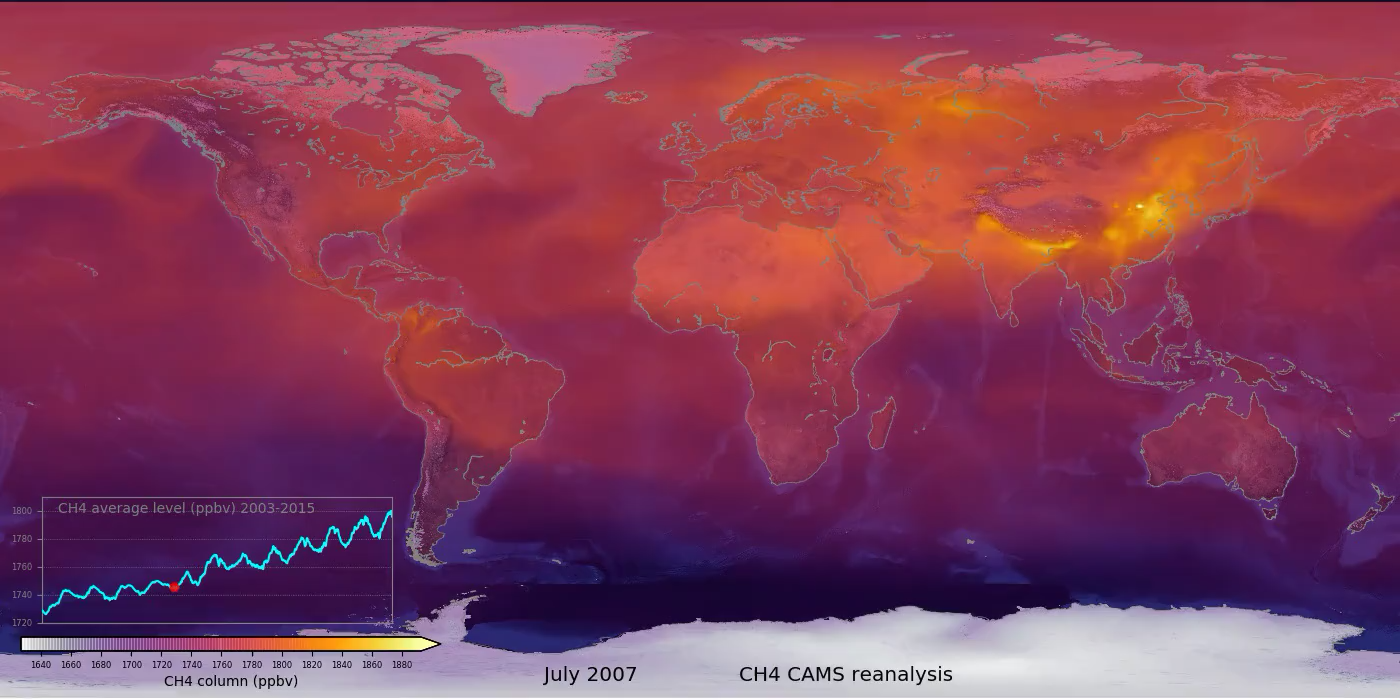 CH4 average level (ppbv) 2003-2015
1800
1780
1760
1740
1720
1640 1660 1680 1700 1720 1740 1760 1780 1800 1820 1840 1860 1880
CH4 column (ppbv)
July 2007 CH4 CAMS reanalysis